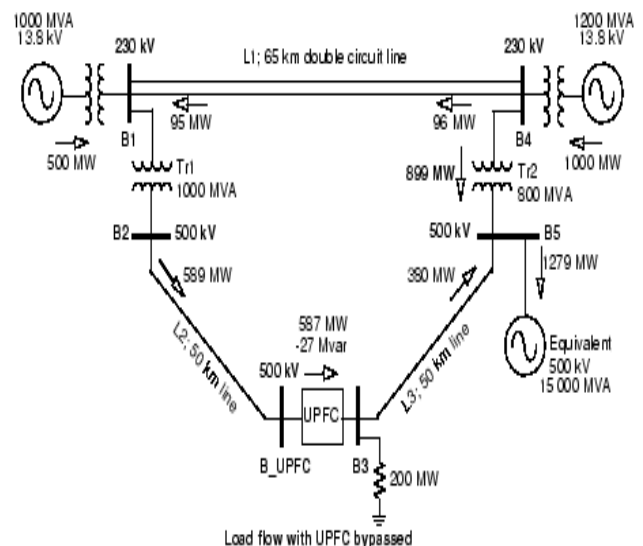 1000 MVA
13.8 kV
1200 MVA
13.8 kV
230 kV
L1; 65 km double circuit line
230 kV
95 MW
96 MW
B1
B4
500 MW
1000 MW
Tr1
1000 MVA
899 MW
Tr2
800 MVA
B2
500 kV
500 kV
B5
589 MW
380 MW
1279 MW
L2; 50 km line
587 MW
-27 Mvar
L3; 50 km line
Equivalent
500 kV
15 000 MVA
500 kV
UPFC
B_UPFC
B3
200 MW
Load flow with UPFC bypassed